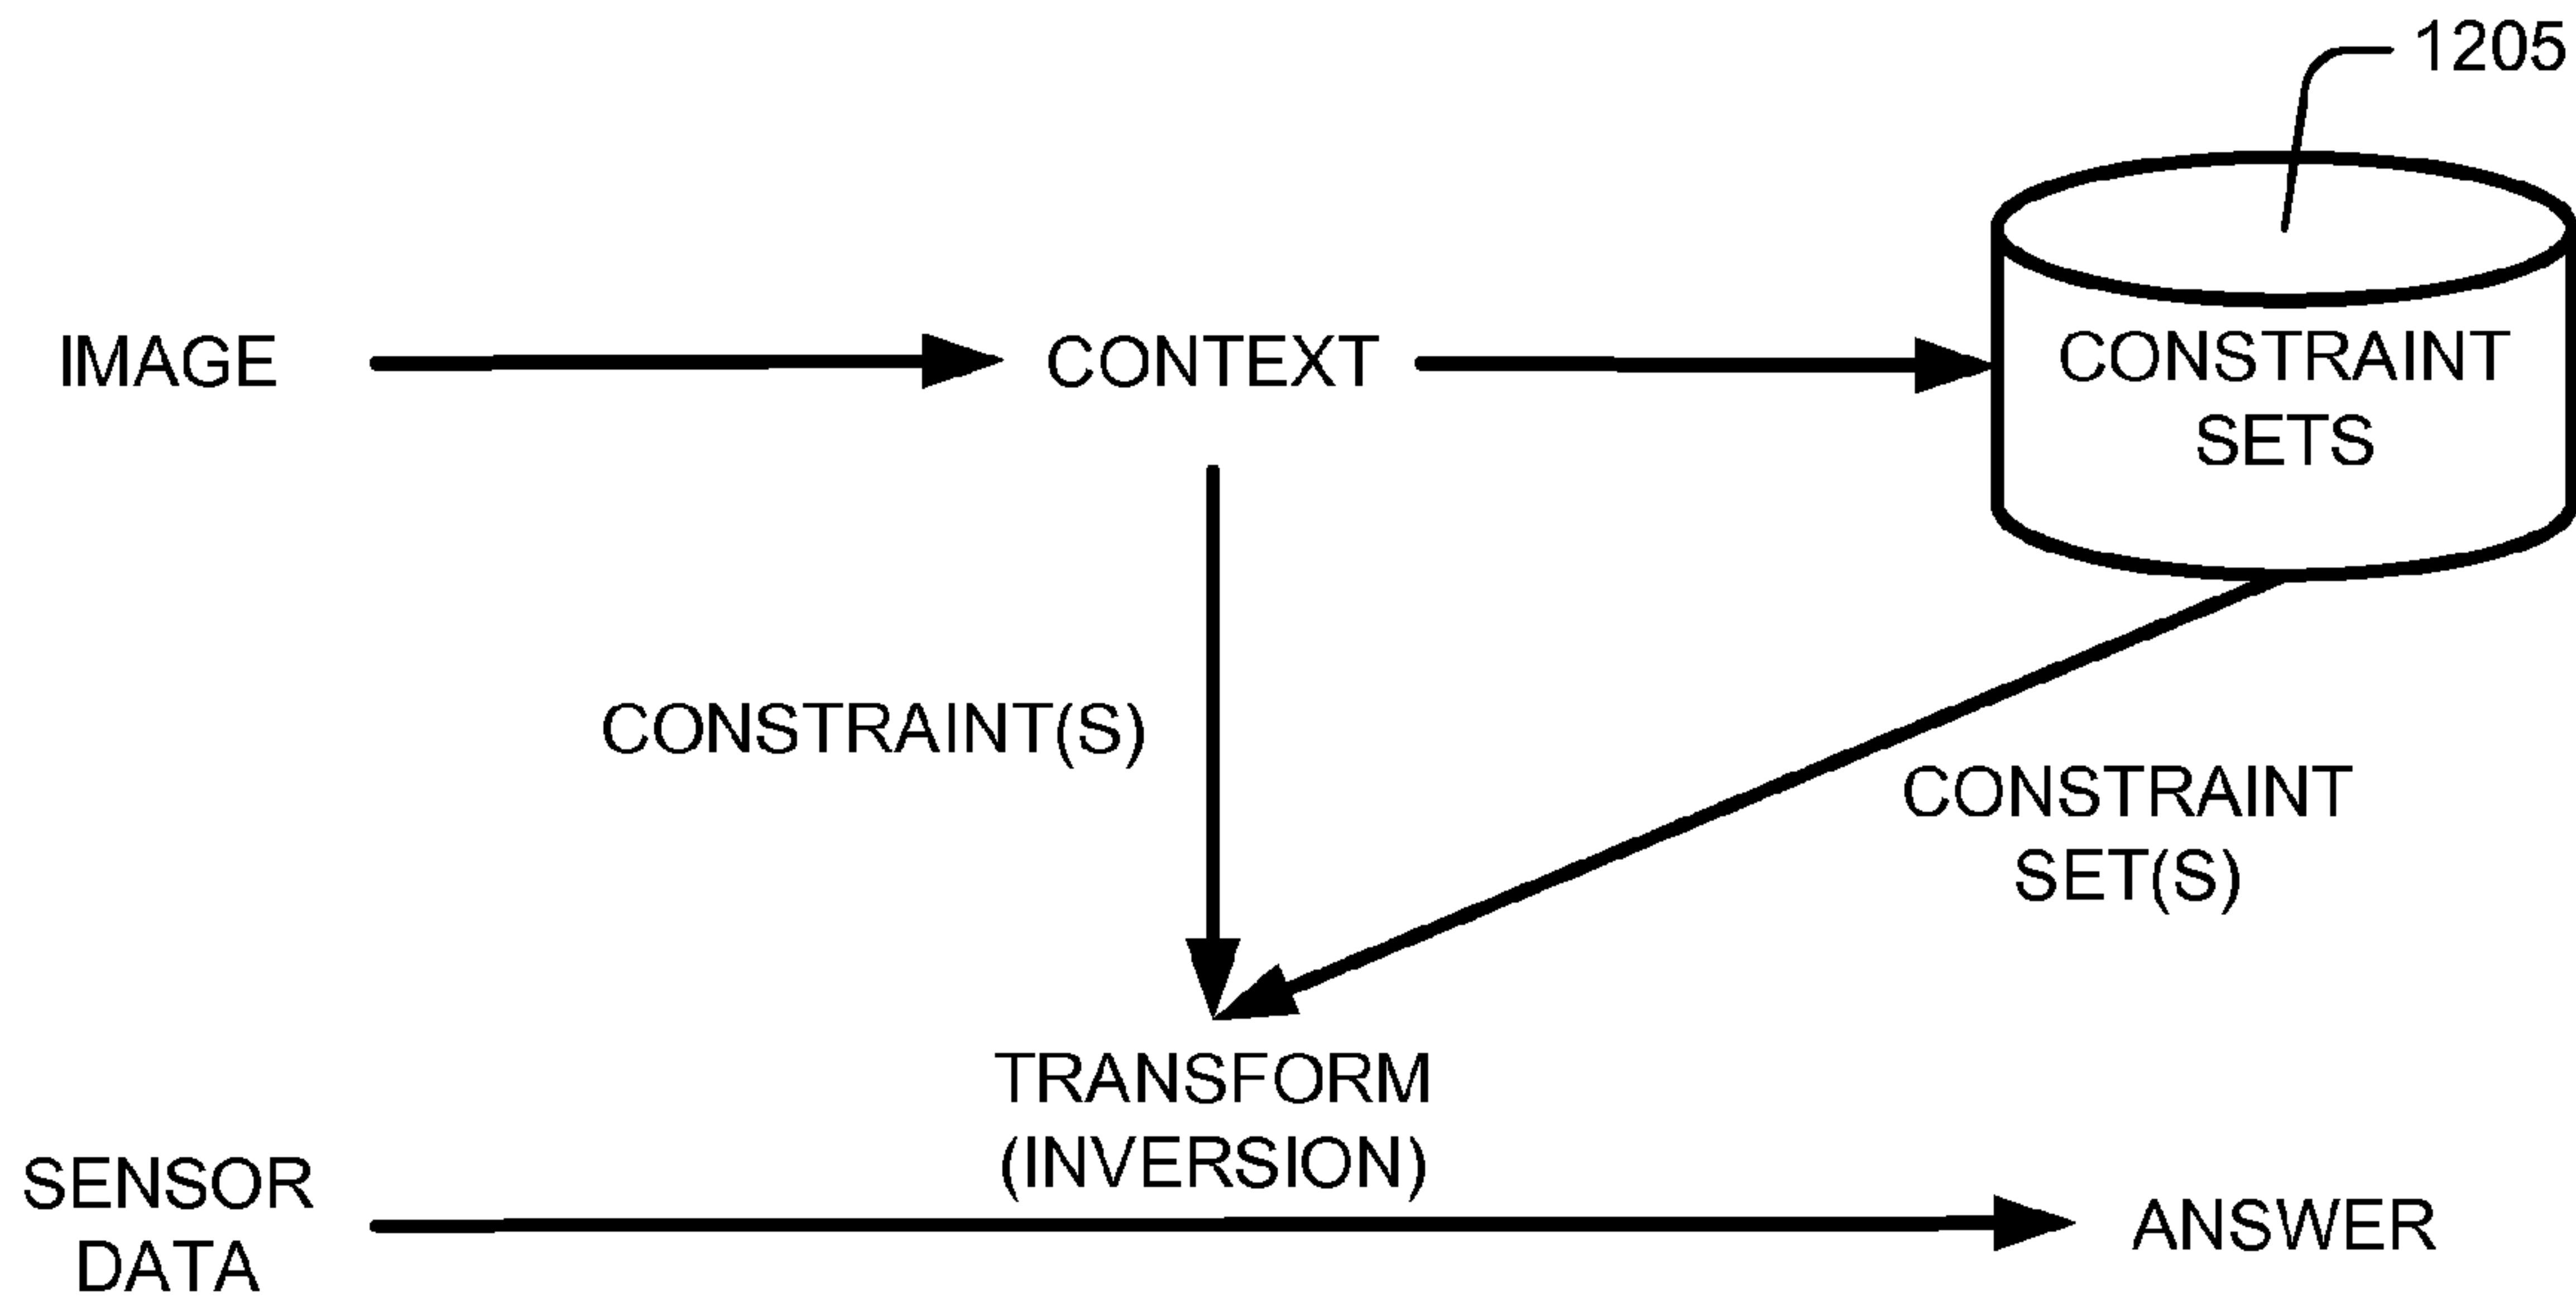 1205
IMAGE
CONTEXT
CONSTRAINT
SETS
CONSTRAINT(S)
CONSTRAINT
SET(S)
TRANSFORM
(INVERSION)
SENSOR
DATA
ANSWER